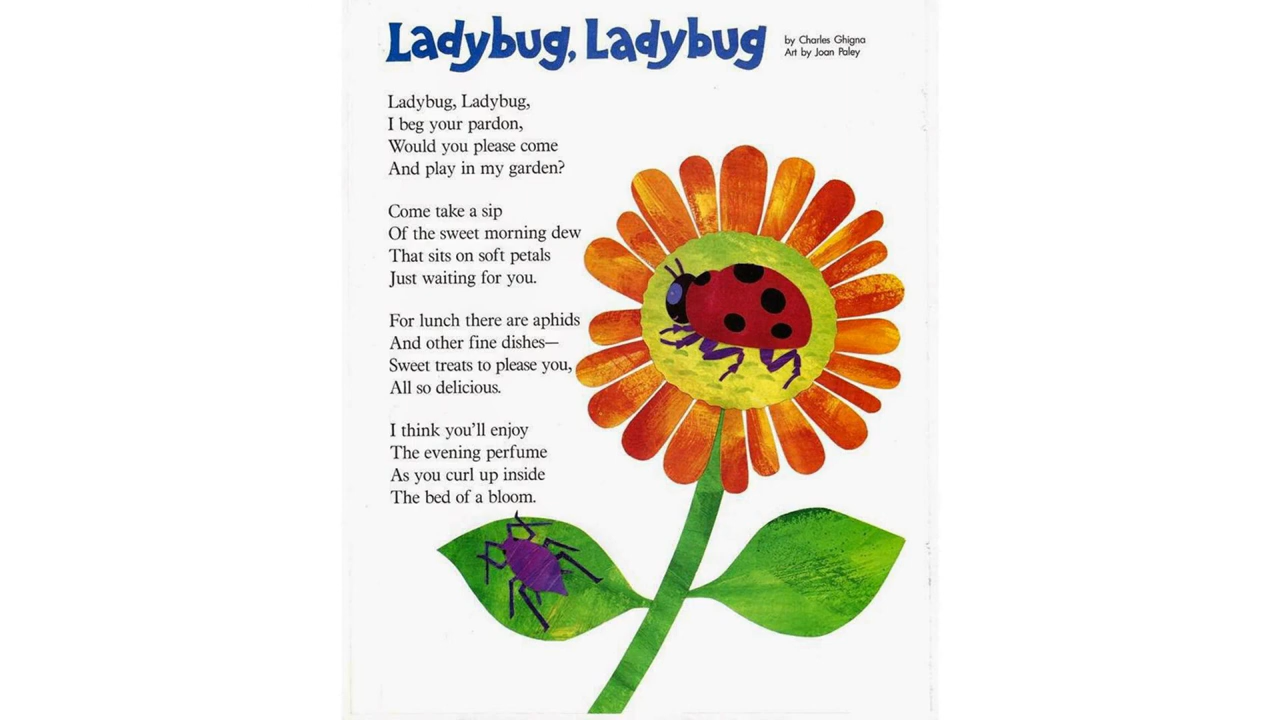 Ladybug, Ladybug
by Charles Ghigna
Art by Joan Paley
Ladybug, Ladybug,
I beg your pardon,
Would you please come
And play in my garden?
Come take a sip
Of the sweet morning dew
That sits on soft petals
Just waiting for you.
For lunch there are aphids
And other fine dishes—
Sweet treats to please you,
All so delicious.
I think you'll enjoy
The evening perfume
As you curl up inside
The bed of a bloom.